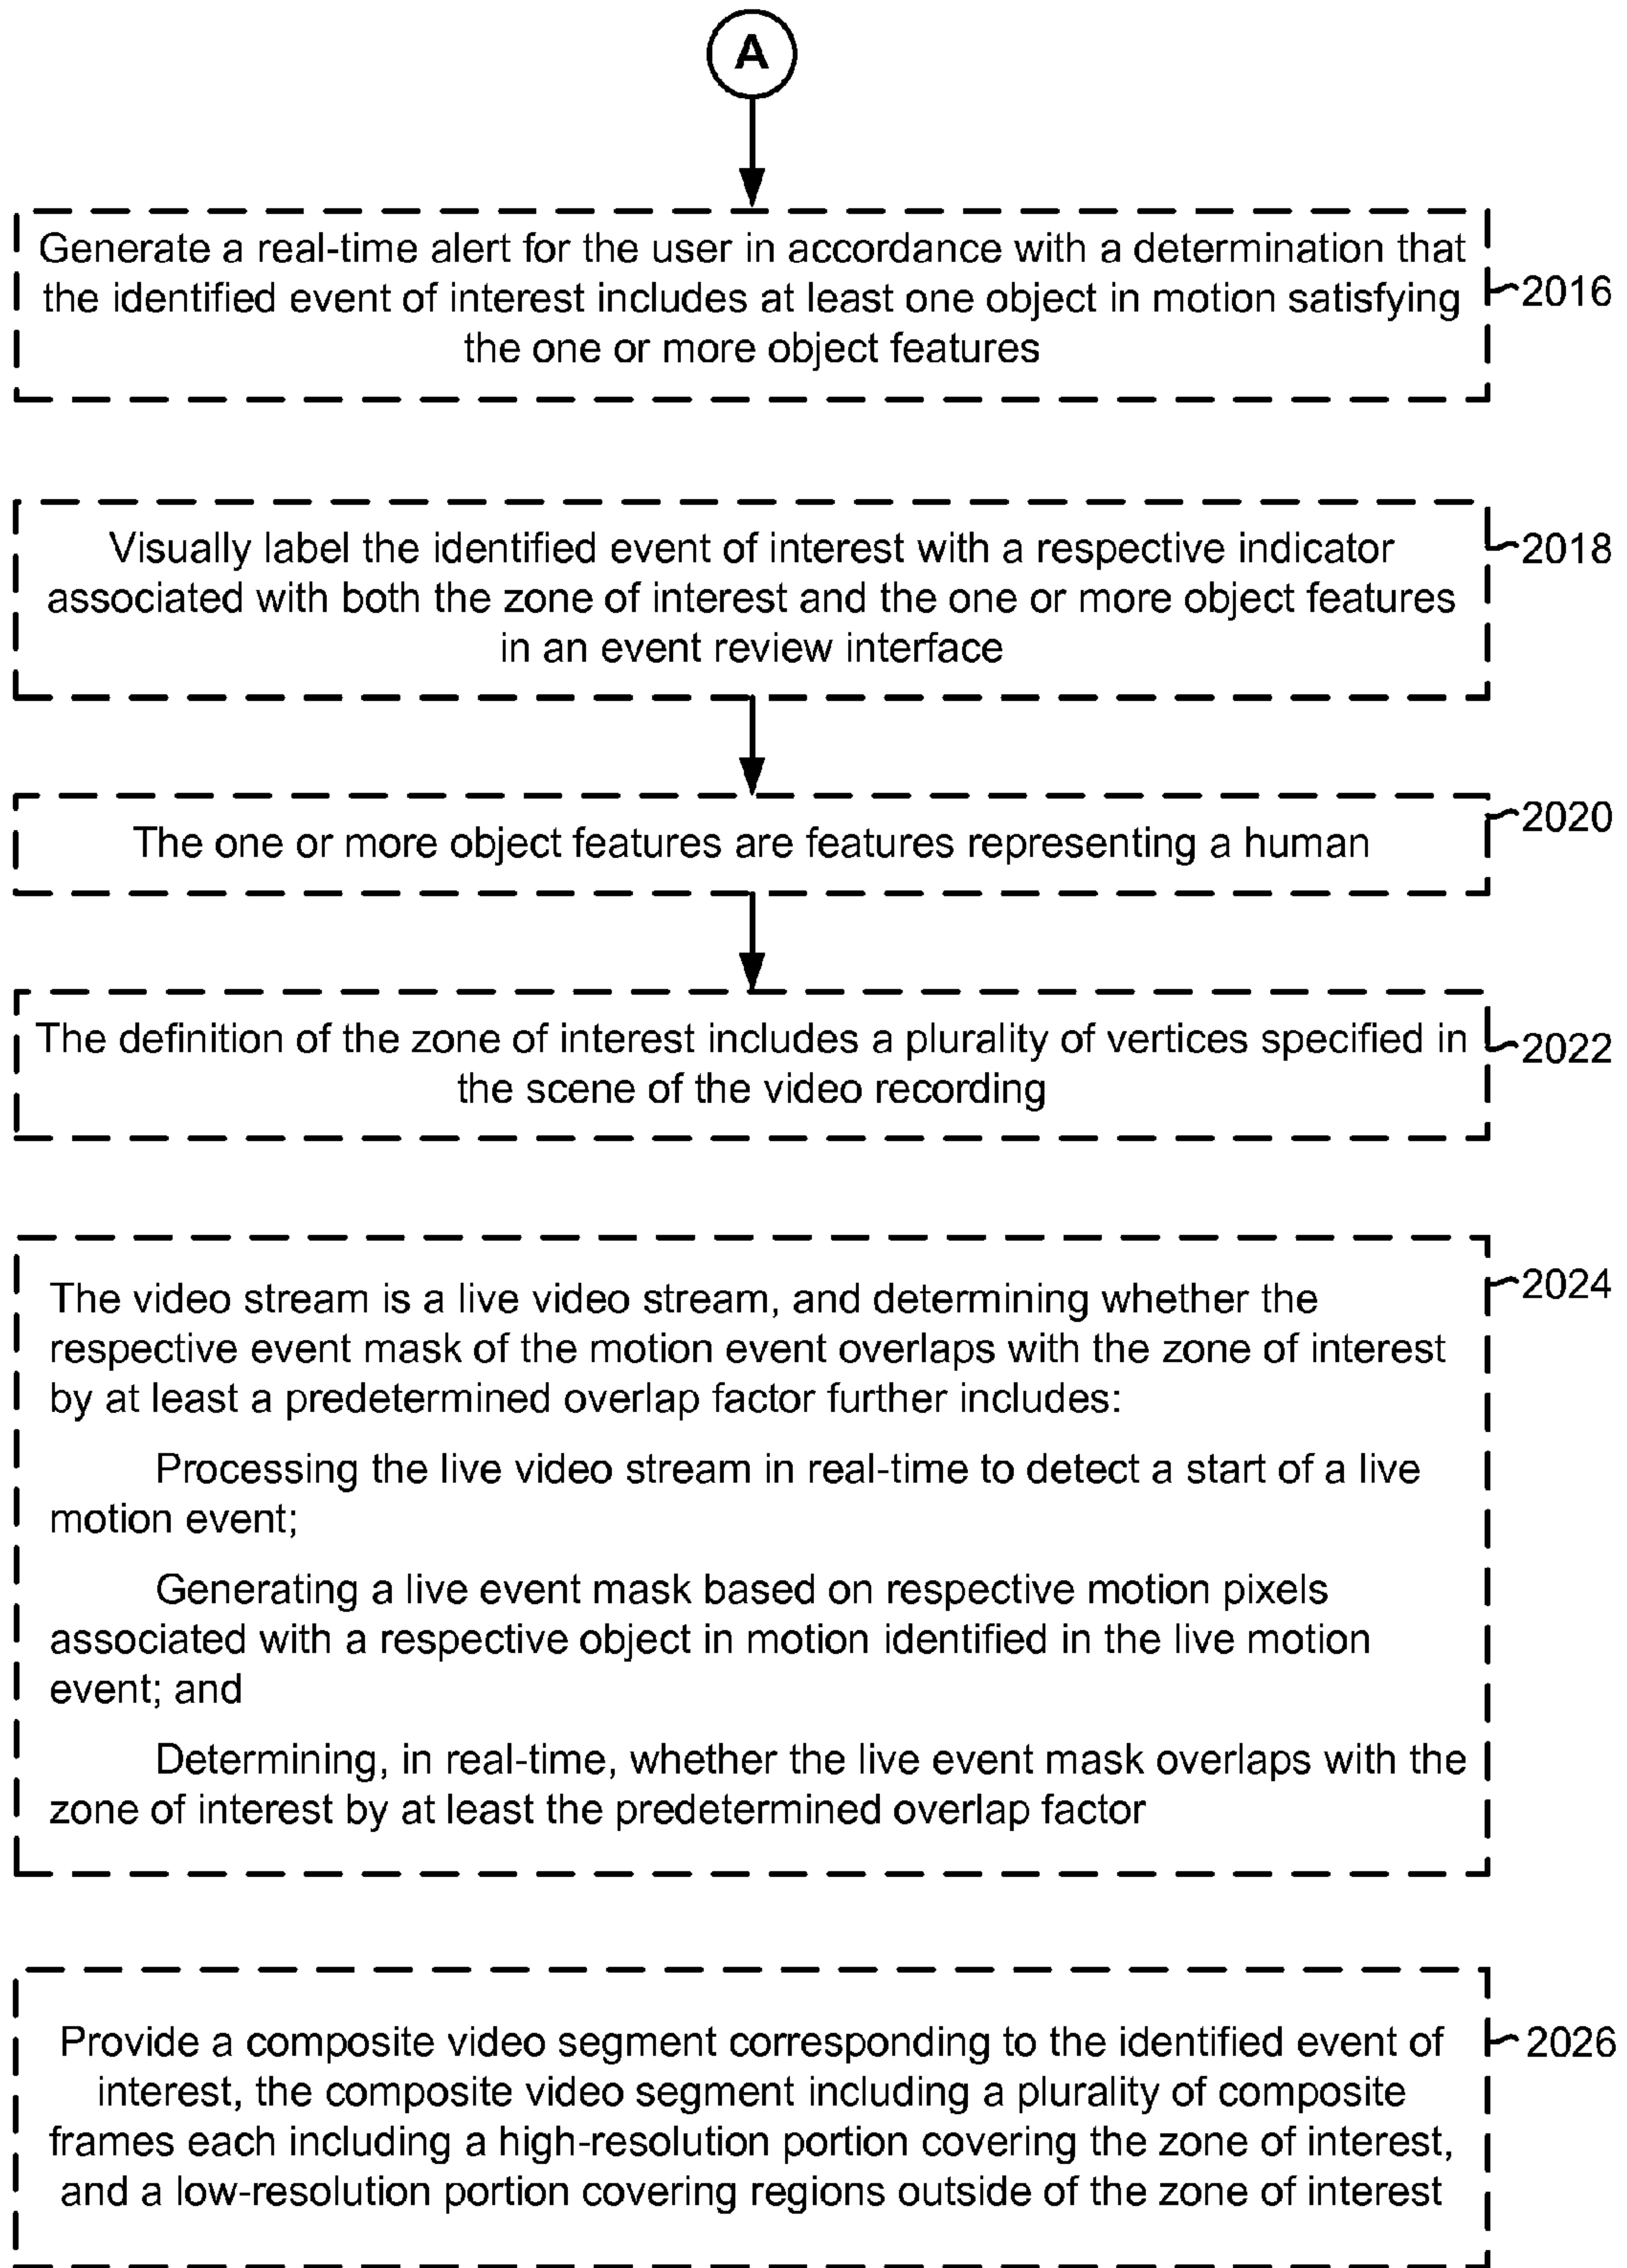 A
Generate a real-time alert for the user in accordance with a determination that
the identified event of interest includes at least one object in motion satisfying
the one or more object features
2016
Visually label the identified event of interest with a respective indicator
associated with both the zone of interest and the one or more object features
in an event review interface
2018
The one or more object features are features representing a human
2020
The definition of the zone of interest includes a plurality of vertices specified in
the scene of the video recording
2022
The video stream is a live video stream, and determining whether the
respective event mask of the motion event overlaps with the zone of interest
by at least a predetermined overlap factor further includes:
Processing the live video stream in real-time to detect a start of a live
motion event;
Generating a live event mask based on respective motion pixels
associated with a respective object in motion identified in the live motion
event; and
Determining, in real-time, whether the live event mask overlaps with the
zone of interest by at least the predetermined overlap factor
2024
Provide a composite video segment corresponding to the identified event of
interest, the composite video segment including a plurality of composite
frames each including a high-resolution portion covering the zone of interest,
and a low-resolution portion covering regions outside of the zone of interest
2026